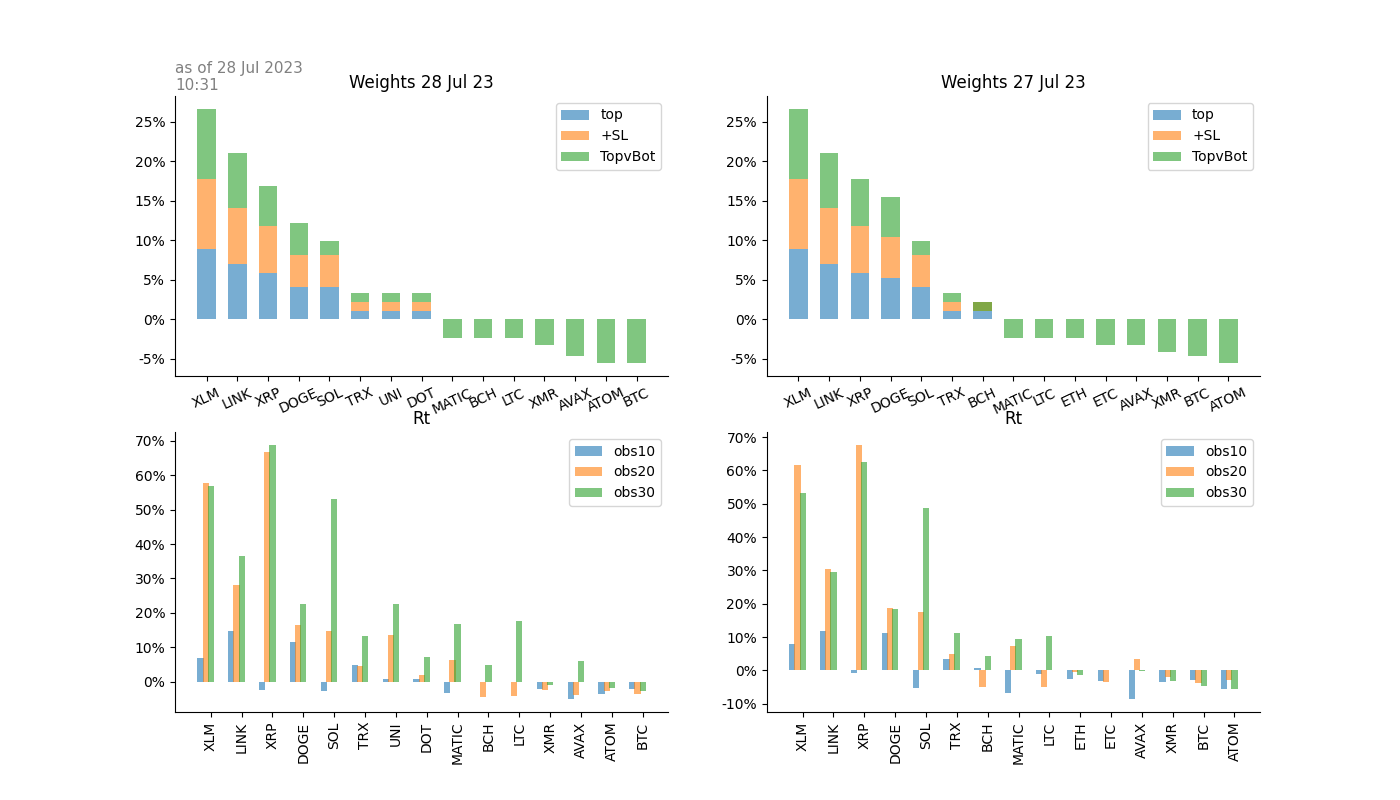 as of 28 Jul 2023
10:31
Weights 28 Jul 23
25%
20%
15%
10%
5%
0%
-5%
top
+SL
TopvBot
XLM LINK XRP DOGE SOL TRX UNI DOT MATIC BCH LTC XMR AVAX ATOM BTC
Weights 27 Jul 23
25%
20%
15%
10%
5%
0%
-5%
top
+SL
TopvBot
XLM LINK XRP DOGE SOL TRX BCH MATIC LTC ETH ETC AVAX XMR BTC ATOM
Rt
70%
60%
50%
40%
30%
20%
10%
0%
obs10
obs20
obs30
XLM LINK XRP DOGE SOL TRX UNI DOT MATIC BCH LTC XMR AVAX ATOM BTC
Rt
70%
60%
50%
40%
30%
20%
10%
0%
-10%
obs10
obs20
obs30
XLM LINK XRP DOGE SOL TRX BCH MATIC LTC ETH ETC AVAX XMR BTC ATOM